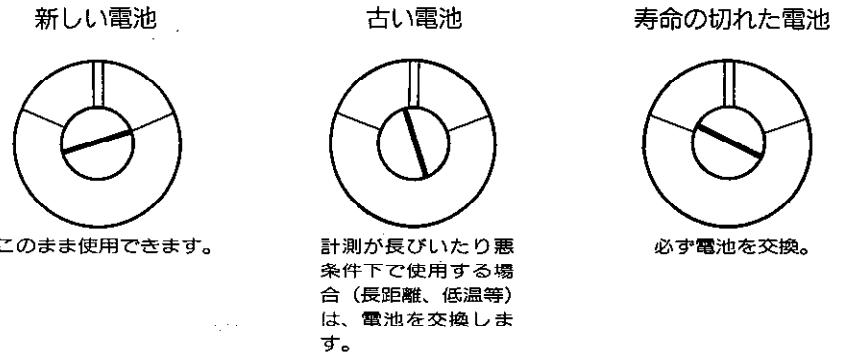 新しい電池
古い電池
寿命の切れた電池
このまま使用できます。
計測が長びいたり悪
条件下で使用する場
合（長距離、低温等）
は、電池を交換しま
す。
必ず電池を交換。